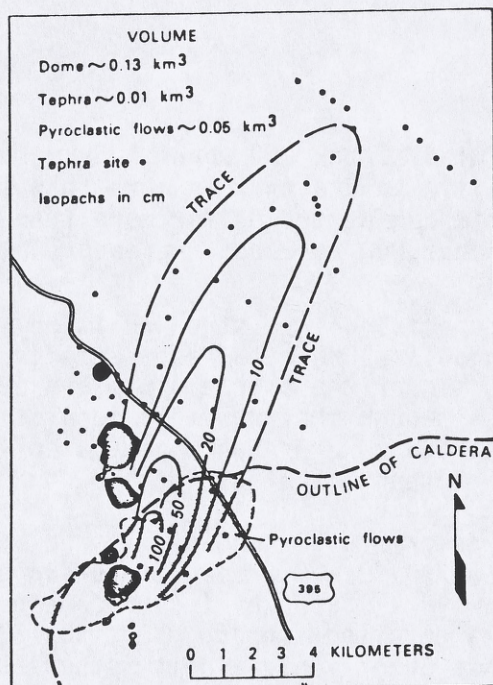 VOLUME
Dome ~0.13 km3
Tephra ~0.01 km3
Pyroclastic flows ~0.05 km3
Tephra site •
Isopachs in cm
TRACE
TRACE
10
20
50
100
OUTLINE OF CALDERA
N
Pyroclastic flows
395
0 1 2 3 4 KILOMETERS